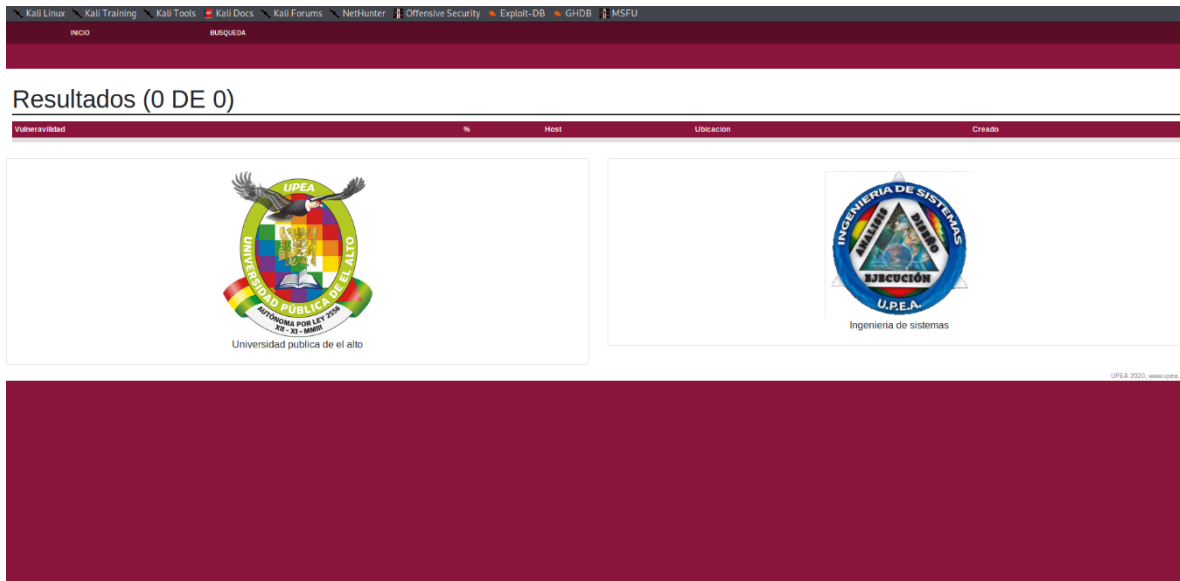 Kali Linux Kali Training Kali Tools Kali Docs Kali Forums NetHunter Offensive Security Exploit-DB GHDB MSFU
INICIO BUSQUEDA
Resultados (0 DE 0)
Vulneravilidad % Host Ubicacion Creado
UPEA
UNIVERSIDAD PÚBLICA DE EL ALTO
AUTÓNOMA POR LEY 2556
XII - XI - MMIII
Universidad publica de el alto
INGENIERIA DE SISTEMAS
ANALISIS
DISEÑO
EJECUCIÓN
U.P.E.A.
Ingenieria de sistemas
UPEA 2020, www.upea.